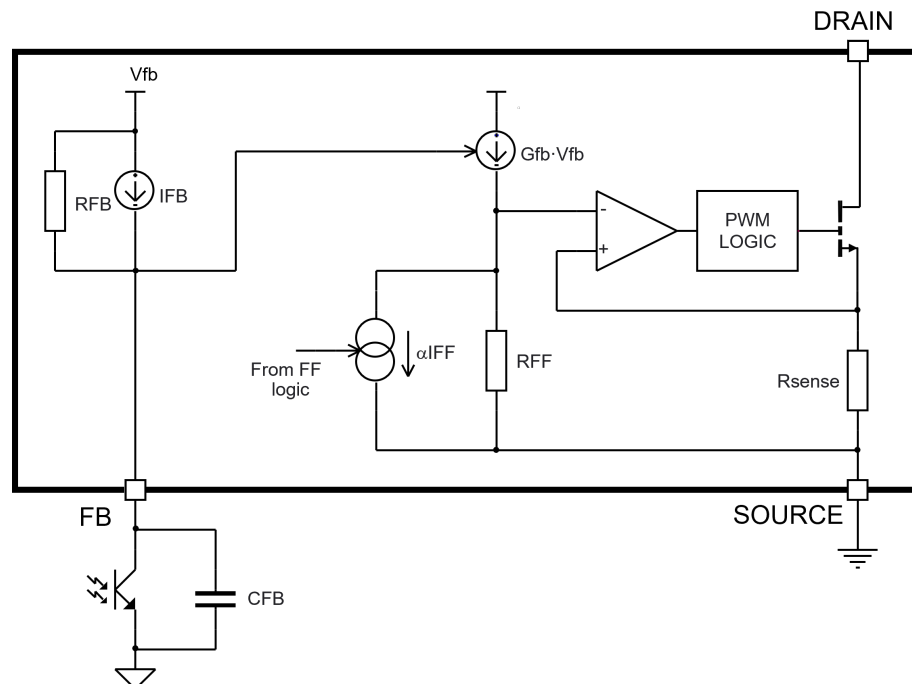 DRAIN
Vfb
Gfb·Vfb
RFB
IFB
-
PWM
LOGIC
+
αIFF
From FF
logic
RFF
Rsense
FB
SOURCE
CFB